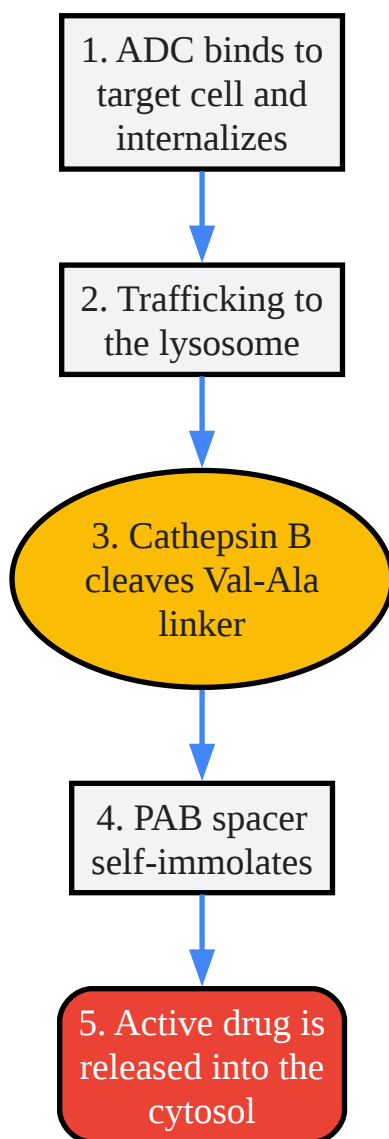 1. ADC binds to
target cell and
internalizes
2. Trafficking to
the lysosome
3. Cathepsin B
cleaves Val-Ala
linker
4. PAB spacer
self-immolates
5. Active drug is
released into the
cytosol